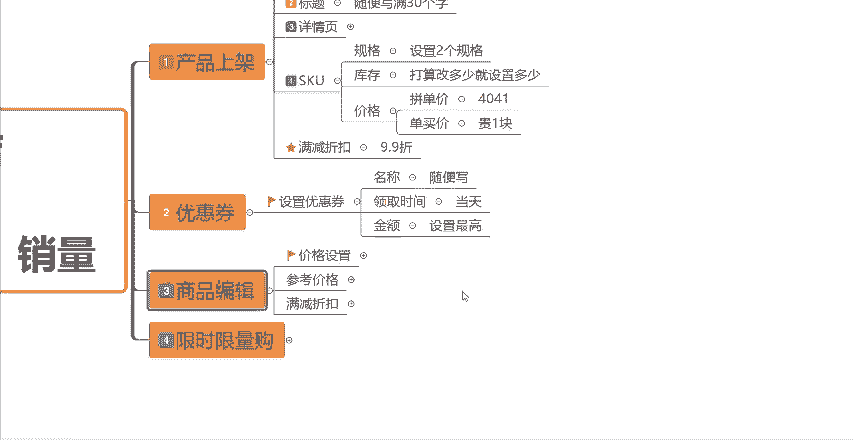 标题 随便写满30个字
3 详情页
1 产品上架
规格 设置2个规格
4 SKU
库存 打算改多少就设置多少
价格
拼单价 4041
单买价 贵1块
满减折扣 9.9折
2 优惠券
设置优惠券
名称 随便写
领取时间 当天
金额 设置最高
销量
3 商品编辑
价格设置
参考价格
满减折扣
4 限时限量购